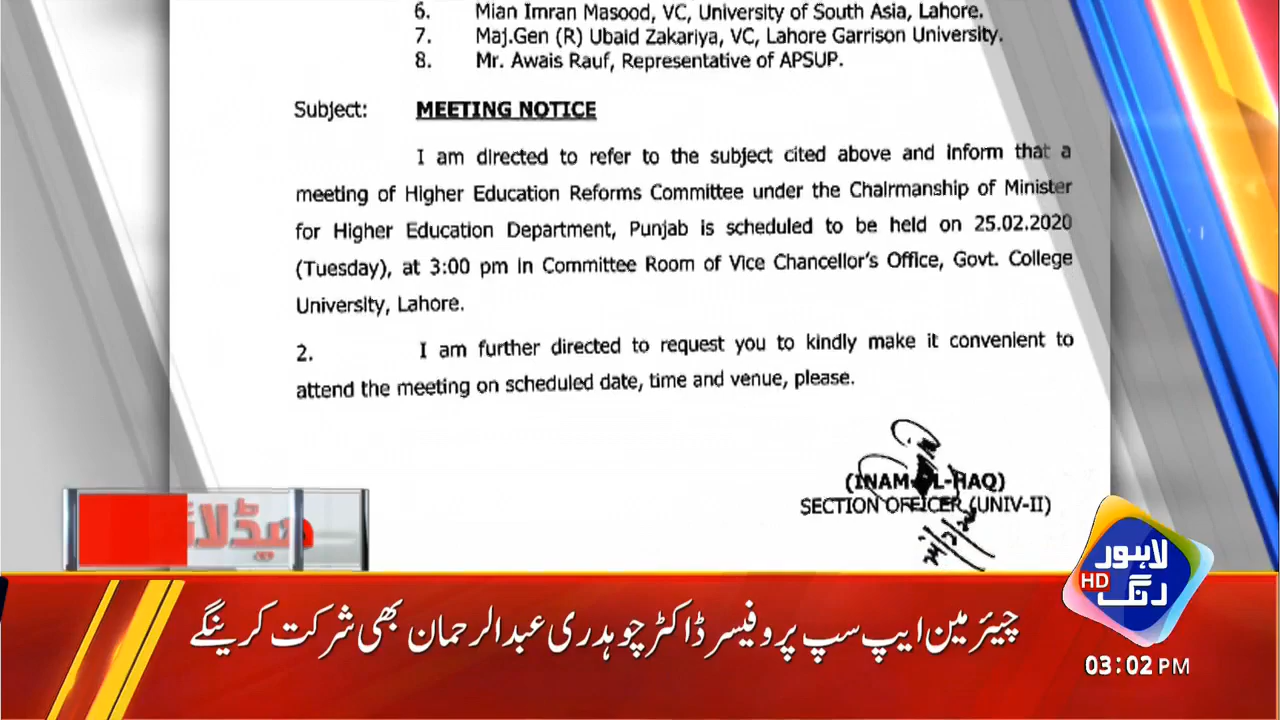 6. Mian Imran Masood, VC, University of South Asia, Lahore.
7. Maj.Gen (R) Ubaid Zakariya, VC, Lahore Garrison University.
8. Mr. Awais Rauf, Representative of APSUP.
Subject: MEETING NOTICE
I am directed to refer to the subject cited above and inform that a
meeting of Higher Education Reforms Committee under the Chairmanship of Minister
for Higher Education Department, Punjab is scheduled to be held on 25.02.2020
(Tuesday), at 3:00 pm in Committee Room of Vice Chancellor's Office, Govt. College
University, Lahore.
2. I am further directed to request you to kindly make it convenient to
attend the meeting on scheduled date, time and venue, please.
(INAM-UL-HAQ)
SECTION OFFICER (UNIV-II)
لاہور
رنگ HD
چیئرمین ایپ سپ پروفیسر ڈاکٹر چوہدری عبدالرحمان بھی شرکت کرینگے
03:02 PM